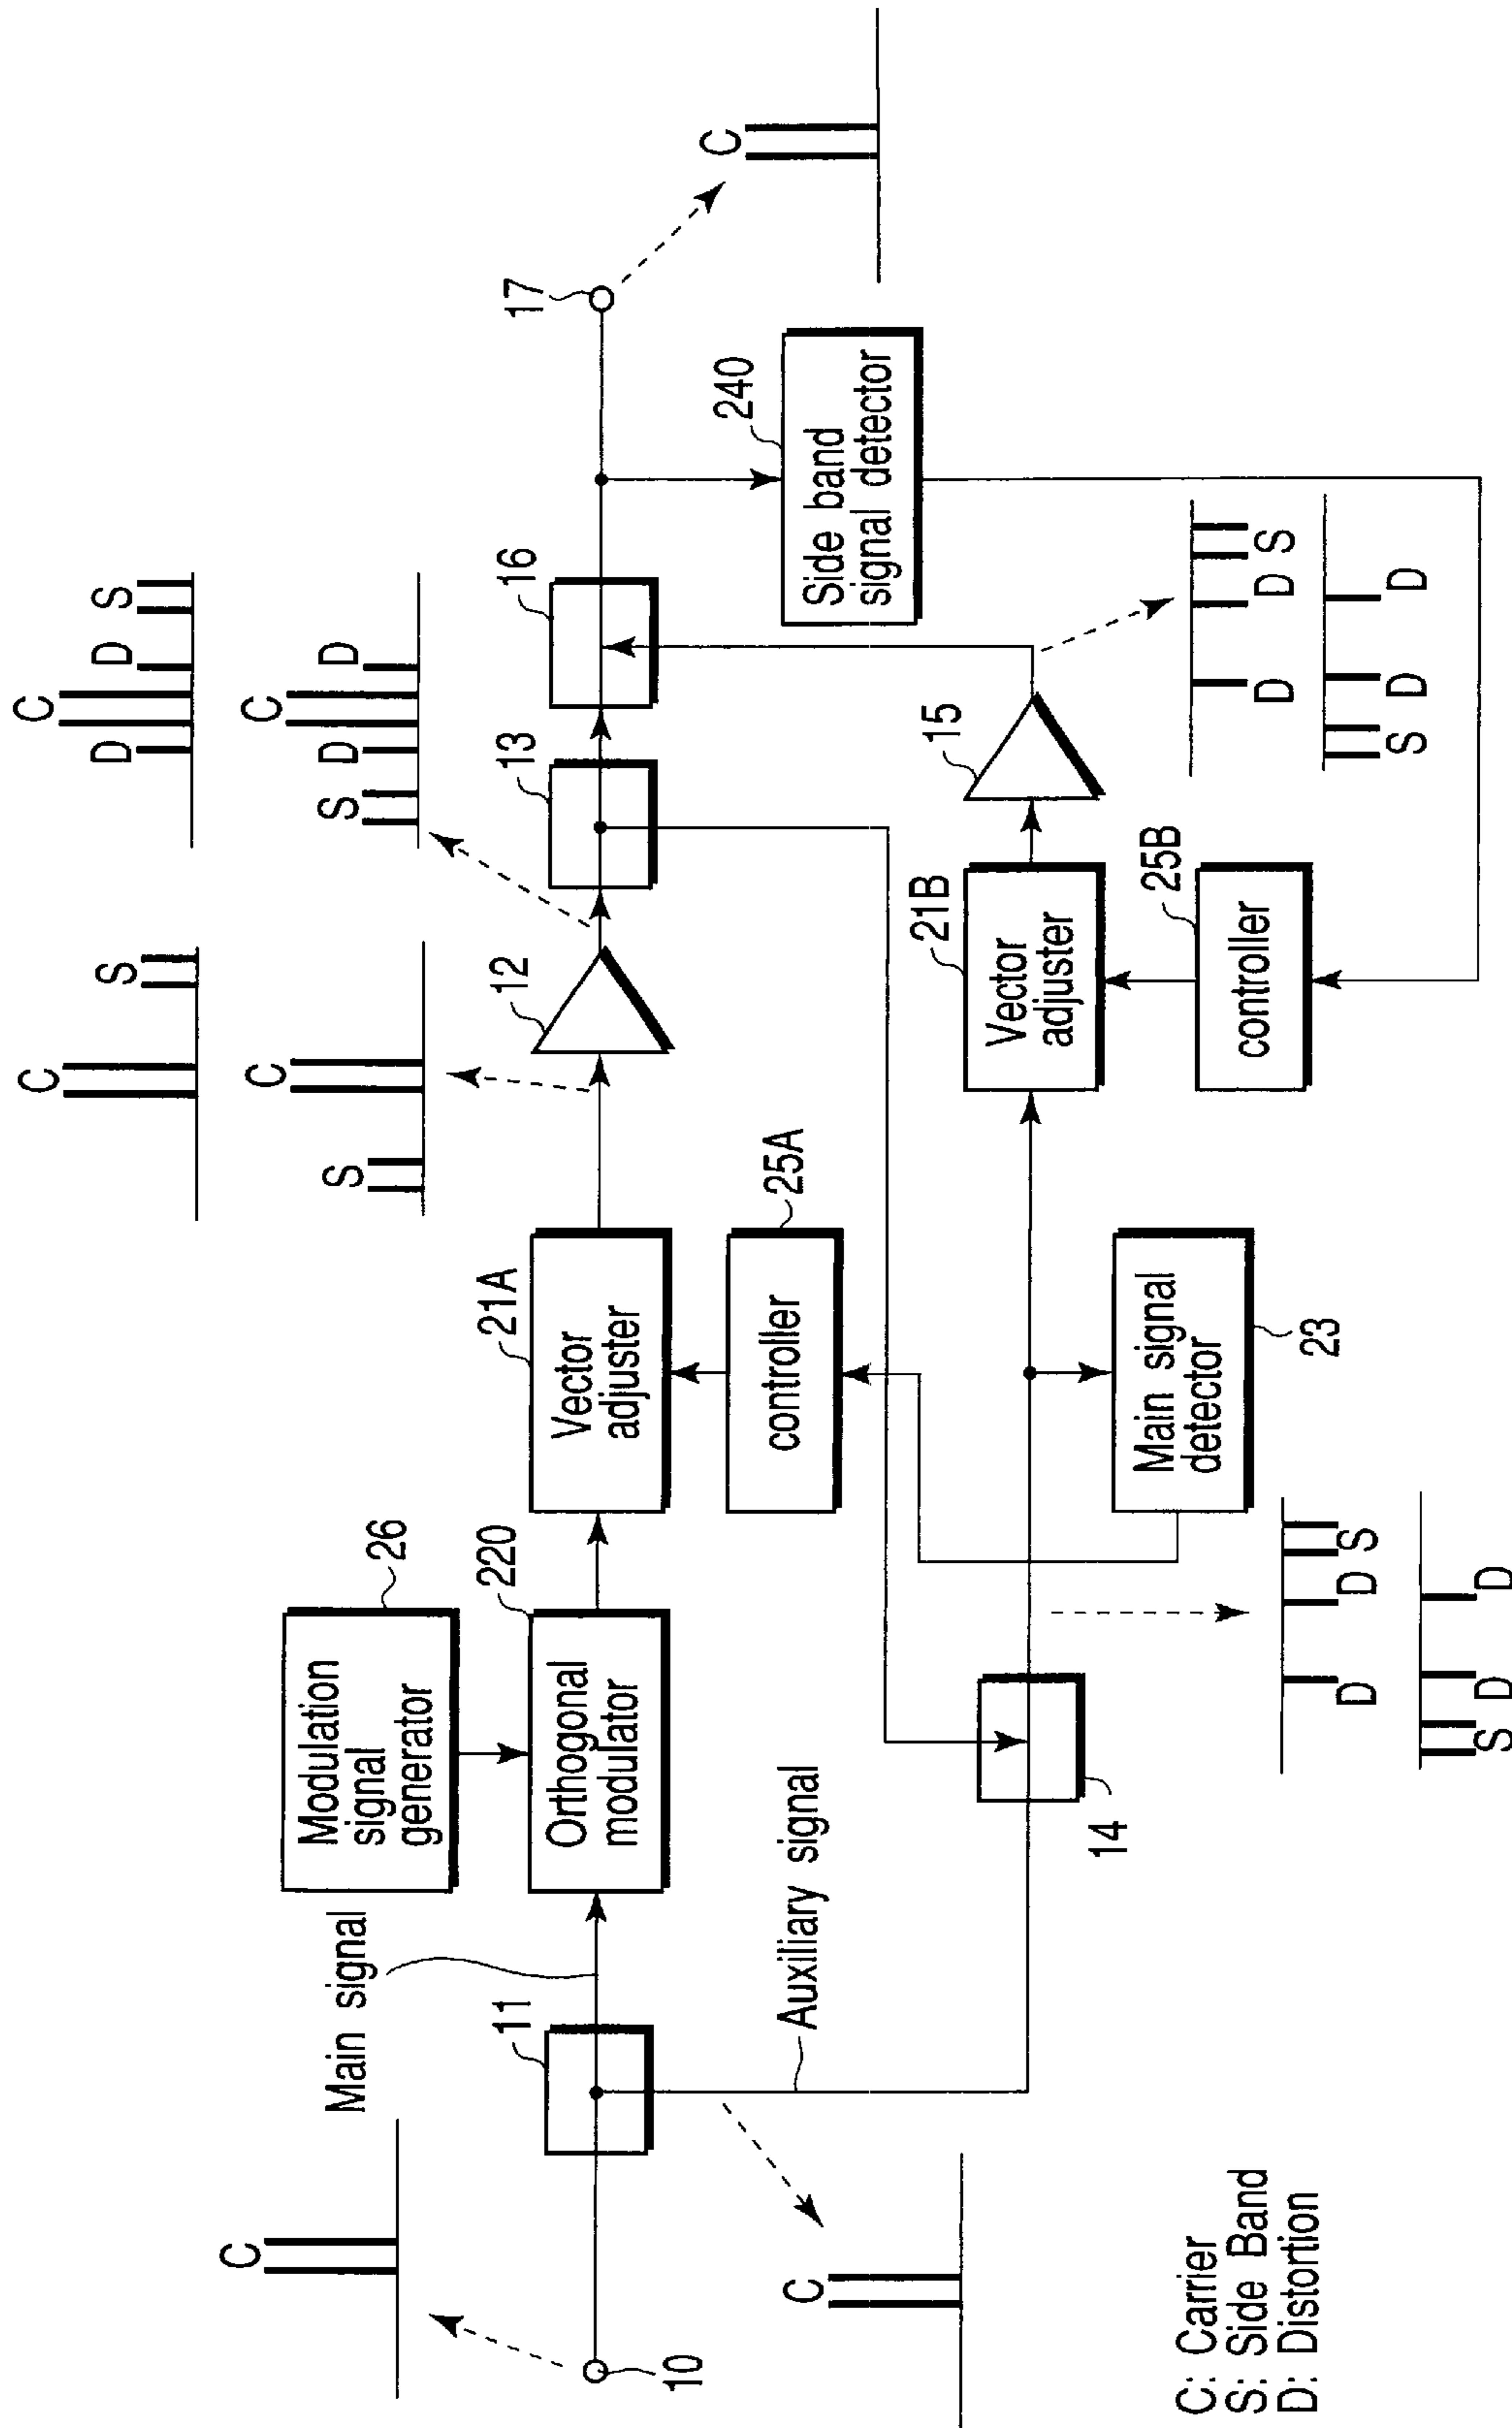 C
10
C
C: Carrier
S: Side Band
D: Distortion
11
Main signal
Auxiliary signal
Modulation
signal
generator
26
Orthogonal
modulator
220
14
D
D
S
S
D
D
Vector
adjuster
21A
controller
25A
Main signal
detector
23
C
S
S
C
12
Vector
adjuster
21B
controller
25B
D
C
D
S
S
D
C
D
13
16
15
D
D
S
S
D
D
Side band
signal detector
240
17
C